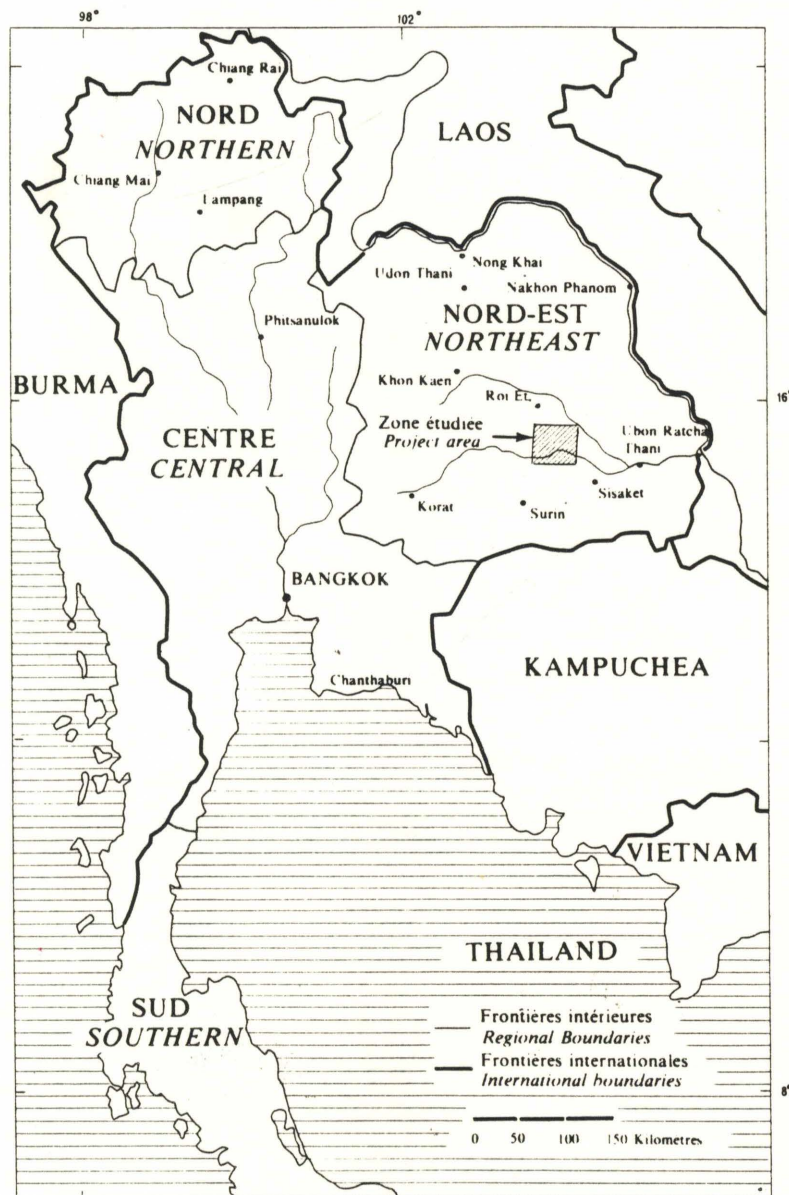 98°
102°
Chiang Rai
NORD
NORTHERN
LAOS
Chiang Mai
Lampang
Nong Khai
Udon Thani
Nakhon Phanom
NORD-EST
NORTHEAST
Phitsanulok
BURMA
Khon Kaen
16°
Roi Et.
Zone étudiée
Project area
Ubon Ratcha
Thani
CENTRE
CENTRAL
Sisaket
Korat
Surin
BANGKOK
KAMPUCHEA
Chanthaburi
VIETNAM
THAILAND
SUD
SOUTHERN
Frontières intérieures
Regional Boundaries
Frontières internationales
International boundaries
8°
0 50 100 150 Kilometres